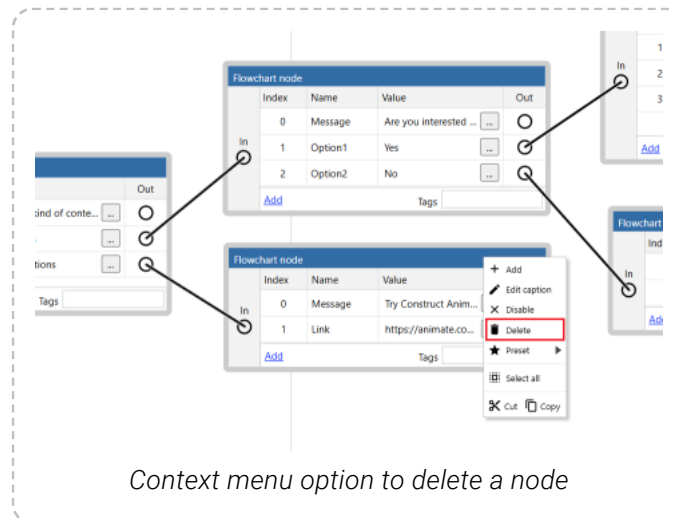 Flowchart node
Index Name Value Out
0 Message Are you interested ... ...
In
1 Option1 Yes ...
2 Option2 No ...
Add Tags
In
1
2
3
Add
Out
kind of conte... ...
...
tions ...
Tags
Flowchart node
Index Name Value
0 Message Try Construct Anim...
In
1 Link https://animate.co...
Add Tags
+ Add
Edit caption
Disable
Delete
Preset
Select all
Cut Copy
Flowchart
Ind
In
Context menu option to delete a node